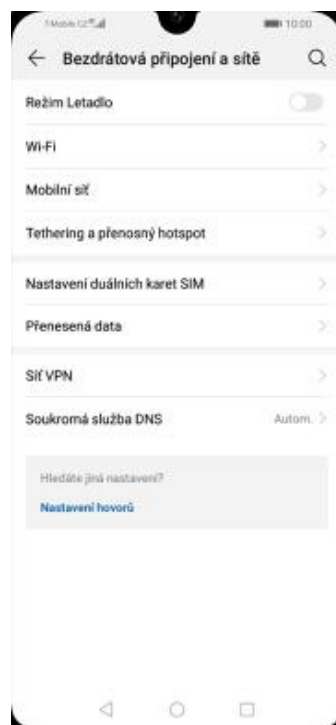 T-Mobile CZ
10:00
Bezdrátová připojení a sítě
Režim Letadlo
Wi-Fi
Mobilní síť
Tethering a přenosný hotspot
Nastavení duálních karet SIM
Přenesená data
Síť VPN
Soukromá služba DNS
Autom.
Hledáte jiná nastavení?
Nastavení hovorů